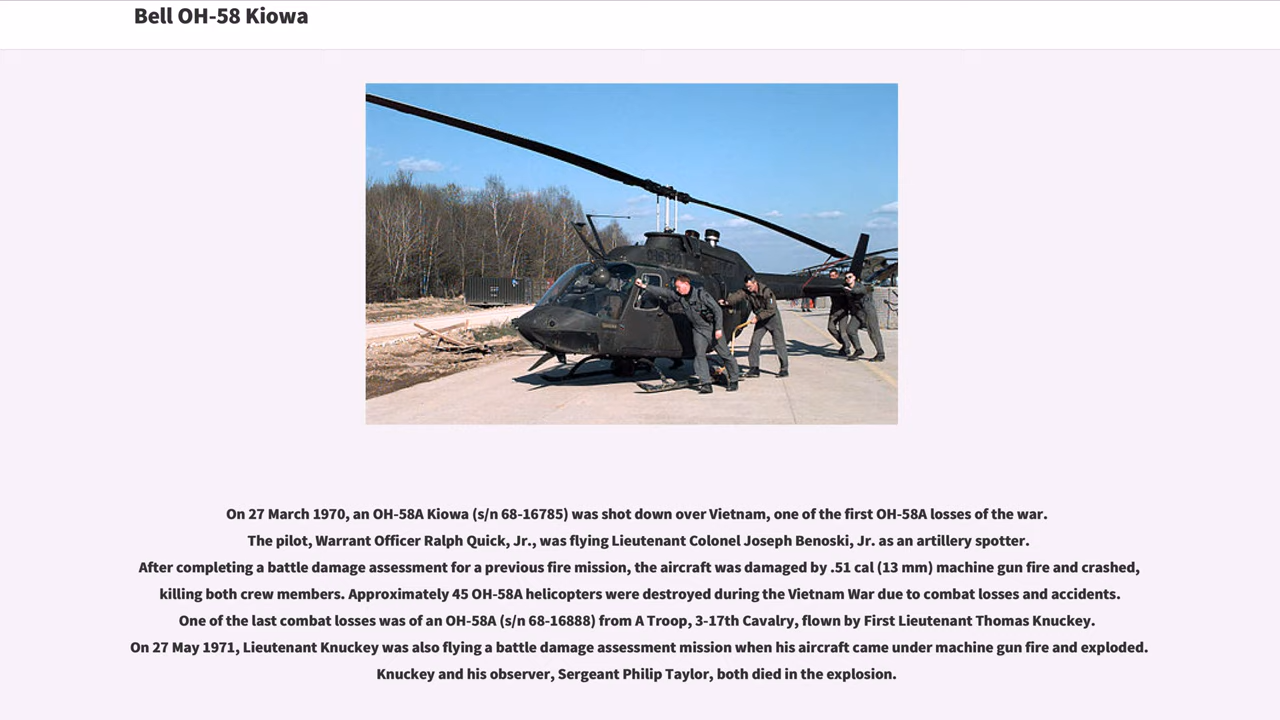 Bell OH-58 Kiowa
On 27 March 1970, an OH-58A Kiowa (s/n 68-16785) was shot down over Vietnam, one of the first OH-58A losses of the war.
The pilot, Warrant Officer Ralph Quick, Jr., was flying Lieutenant Colonel Joseph Benoski, Jr. as an artillery spotter.
After completing a battle damage assessment for a previous fire mission, the aircraft was damaged by .51 cal (13 mm) machine gun fire and crashed,
killing both crew members. Approximately 45 OH-58A helicopters were destroyed during the Vietnam War due to combat losses and accidents.
One of the last combat losses was of an OH-58A (s/n 68-16888) from A Troop, 3-17th Cavalry, flown by First Lieutenant Thomas Knuckey.
On 27 May 1971, Lieutenant Knuckey was also flying a battle damage assessment mission when his aircraft came under machine gun fire and exploded.
Knuckey and his observer, Sergeant Philip Taylor, both died in the explosion.